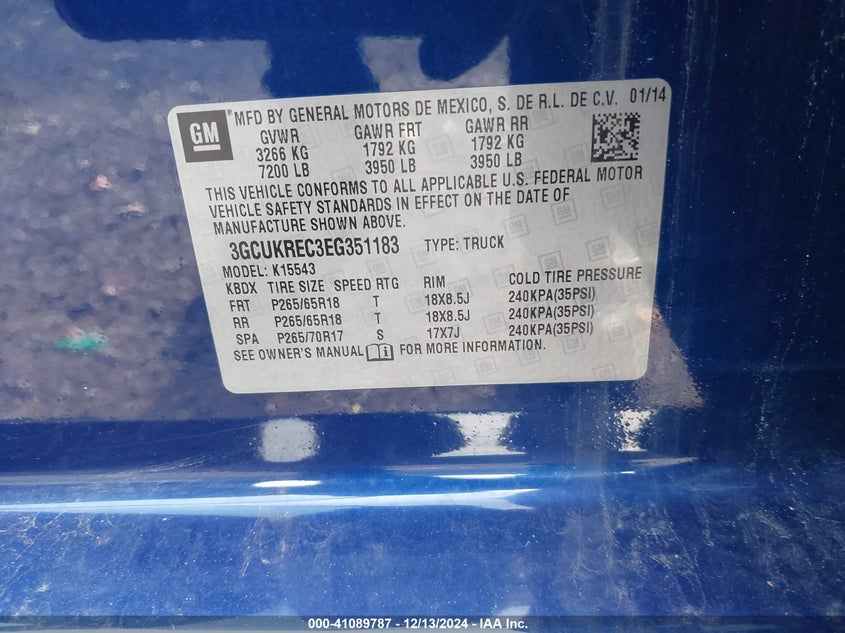 GM
MFD BY GENERAL MOTORS DE MEXICO, S. DE R.L. DE C.V. 01/14
GVWR GAWR FRT GAWR RR
3266 KG 1792 KG 1792 KG
7200 LB 3950 LB 3950 LB
THIS VEHICLE CONFORMS TO ALL APPLICABLE U.S. FEDERAL MOTOR
VEHICLE SAFETY STANDARDS IN EFFECT ON THE DATE OF
MANUFACTURE SHOWN ABOVE.
3GCUKREC3EG351183 TYPE: TRUCK
MODEL: K15543
KBDX TIRE SIZE SPEED RTG RIM COLD TIRE PRESSURE
FRT P265/65R18 T 18X8.5J 240KPA(35PSI)
RR P265/65R18 T 18X8.5J 240KPA(35PSI)
SPA P265/70R17 S 17X7J 240KPA(35PSI)
SEE OWNER'S MANUAL FOR MORE INFORMATION.
000-41089787 - 12/13/2024 - IAA Inc.